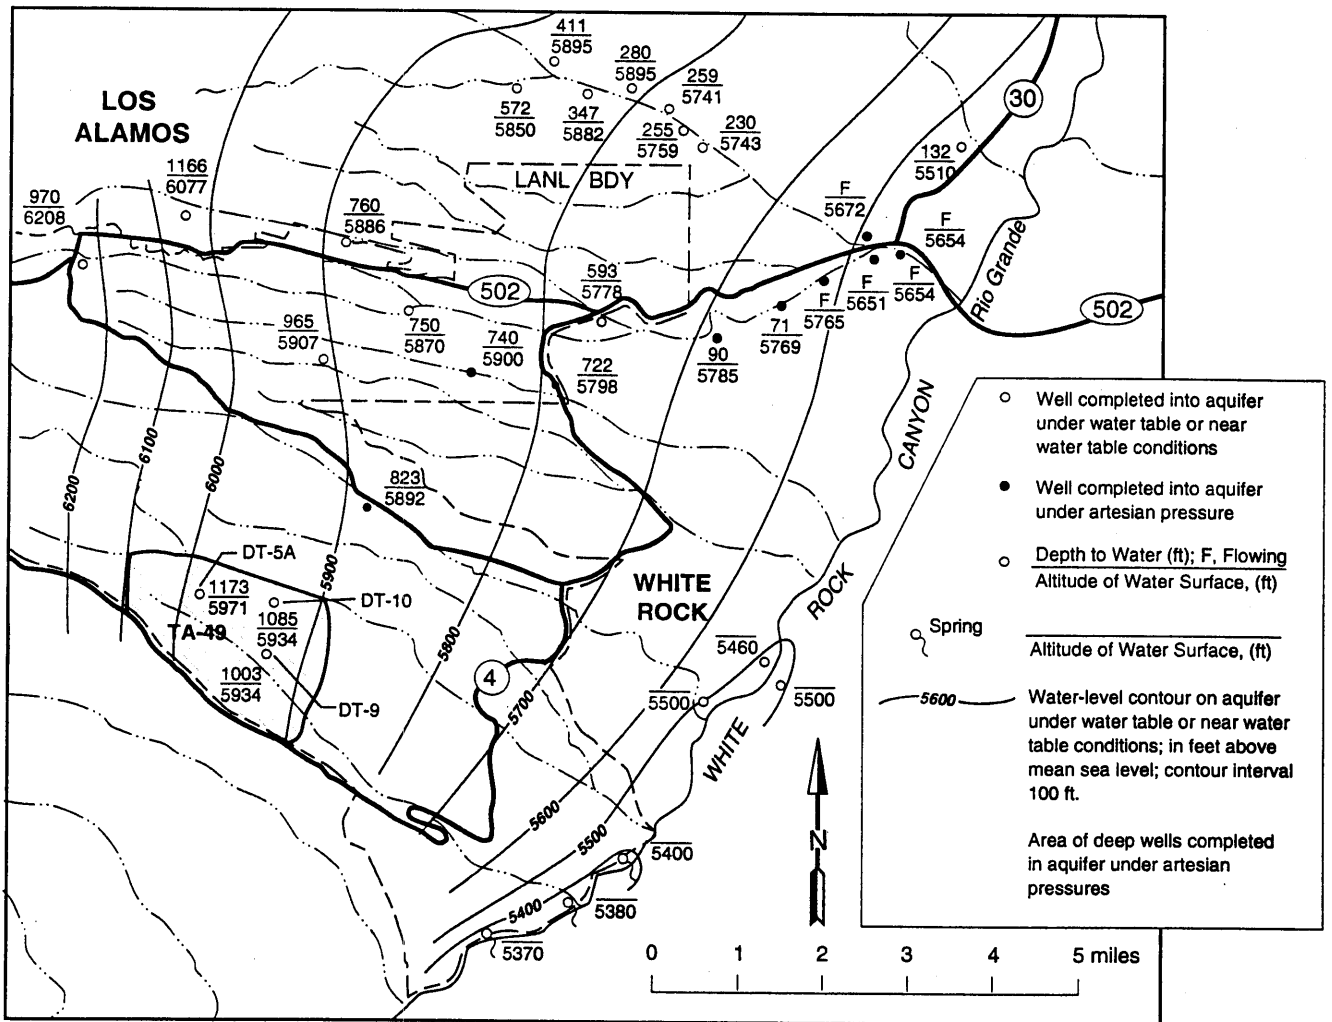 411
5895
280
5895
259
5741
LOS
ALAMOS
572
5850
347
5882
255
5759
230
5743
30
132
5510
1166
6077
LANL BDY
970
6208
760
5886
F
5672
F
5654
593
5778
502
F
5765
F
5651
F
5654
Rio Grande
502
965
5907
750
5870
740
5900
71
5769
90
5785
722
5798
6200
6100
6000
823
5892
CANYON
DT-5A
1173
5971
5900
DT-10
1085
5934
TA-49
1003
5934
DT-9
WHITE
ROCK
ROCK
5800
4
5460
5500
5500
5700
WHITE
5600
5500
5400
N
5400
5380
5370
0 1 2 3 4 5 miles
Well completed into aquifer
under water table or near
water table conditions
Well completed into aquifer
under artesian pressure
Depth to Water (ft); F, Flowing
Altitude of Water Surface, (ft)
Spring
Altitude of Water Surface, (ft)
5600
Water-level contour on aquifer
under water table or near water
table conditions; in feet above
mean sea level; contour interval
100 ft.
Area of deep wells completed
in aquifer under artesian
pressures